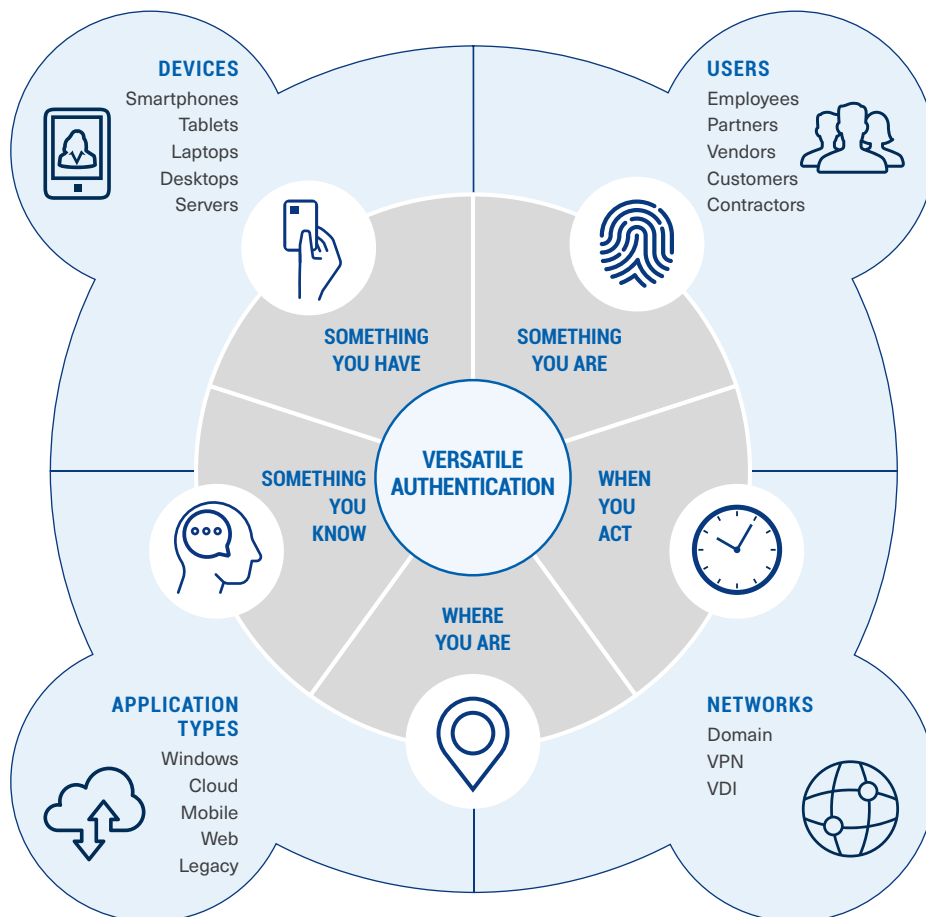 DEVICES
Smartphones
Tablets
Laptops
Desktops
Servers
USERS
Employees
Partners
Vendors
Customers
Contractors
SOMETHING
YOU HAVE
SOMETHING
YOU ARE
SOMETHING
YOU
KNOW
VERSATILE
AUTHENTICATION
WHEN
YOU
ACT
WHERE
YOU ARE
APPLICATION
TYPES
Windows
Cloud
Mobile
Web
Legacy
NETWORKS
Domain
VPN
VDI